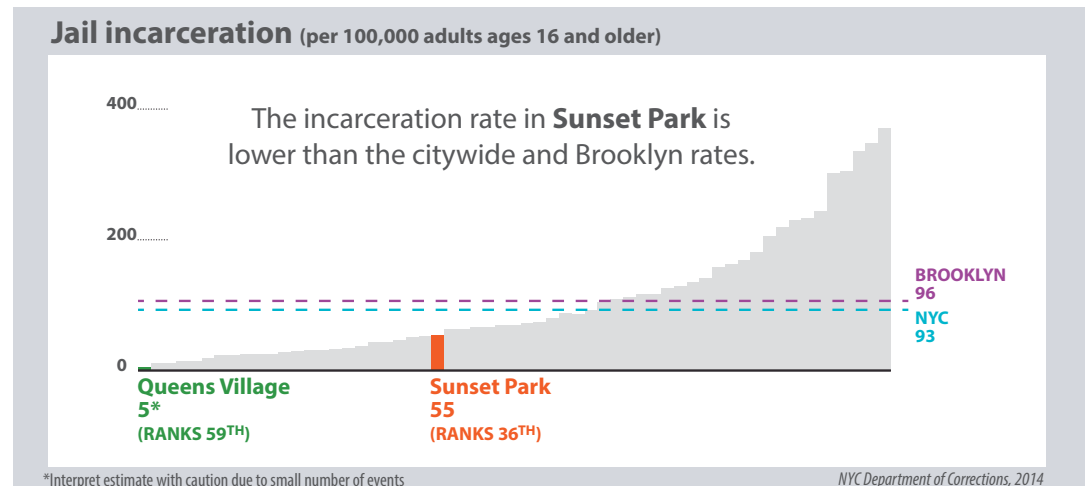 Jail incarceration (per 100,000 adults ages 16 and older)
400
The incarceration rate in Sunset Park is
lower than the citywide and Brooklyn rates.
200
BROOKLYN
96
NYC
93
0
Queens Village
5*
(RANKS 59TH)
Sunset Park
55
(RANKS 36TH)
*Interpret estimate with caution due to small number of events
NYC Department of Corrections, 2014